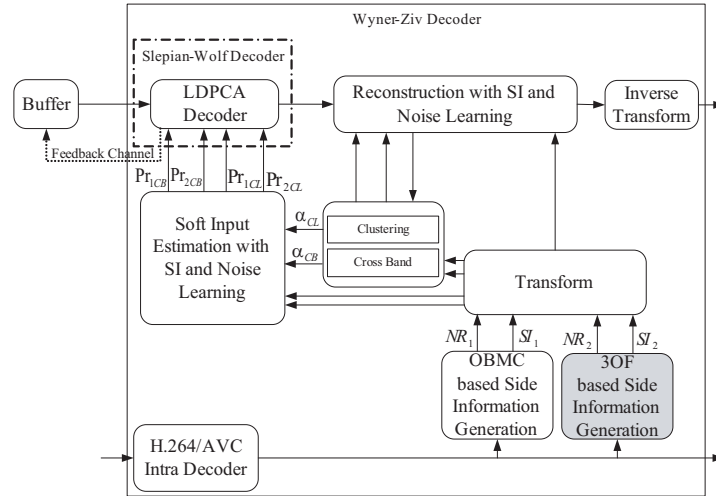 Wyner-Ziv Decoder
Slepian-Wolf Decoder
Buffer
LDPCA
Decoder
Reconstruction with SI and
Noise Learning
Inverse
Transform
Feedback Channel
Pr1CB Pr2CB Pr1CL Pr2CL
Soft Input
Estimation with
SI and Noise
Learning
αCL
αCB
Clustering
Cross Band
Transform
NR1 SI1 NR2 SI2
OBMC
based Side
Information
Generation
3OF
based Side
Information
Generation
H.264/AVC
Intra Decoder